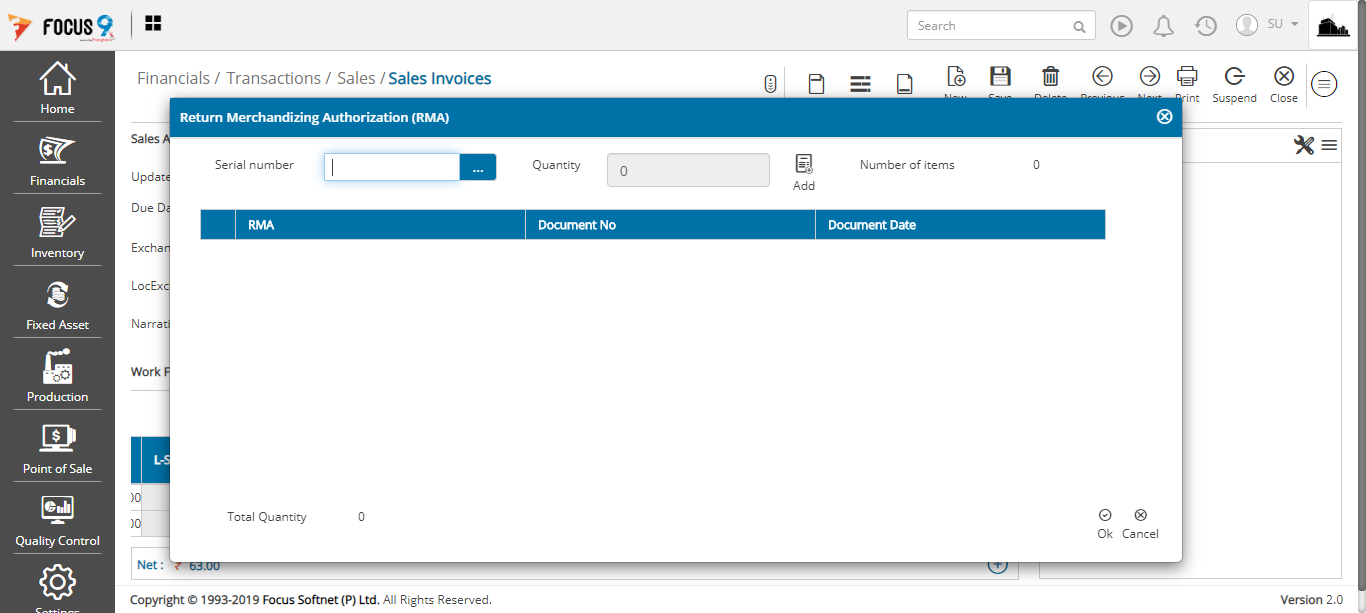 FOCUS 9
Search
SU
Home
Financials
Inventory
Fixed Asset
Production
Point of Sale
Quality Control
Settings
Financials / Transactions / Sales / Sales Invoices
New Save Delete Previous Next Print Suspend Close
Sales A
Update
Due Da
Exchan
LocExc
Narrati
Work F
L-S
00
00
Return Merchandizing Authorization (RMA)
Serial number ... Quantity 0 Add Number of items 0
RMA Document No Document Date
Total Quantity 0
Ok Cancel
Net : ₹ 63.00
Copyright © 1993-2019 Focus Softnet (P) Ltd. All Rights Reserved.
Version 2.0